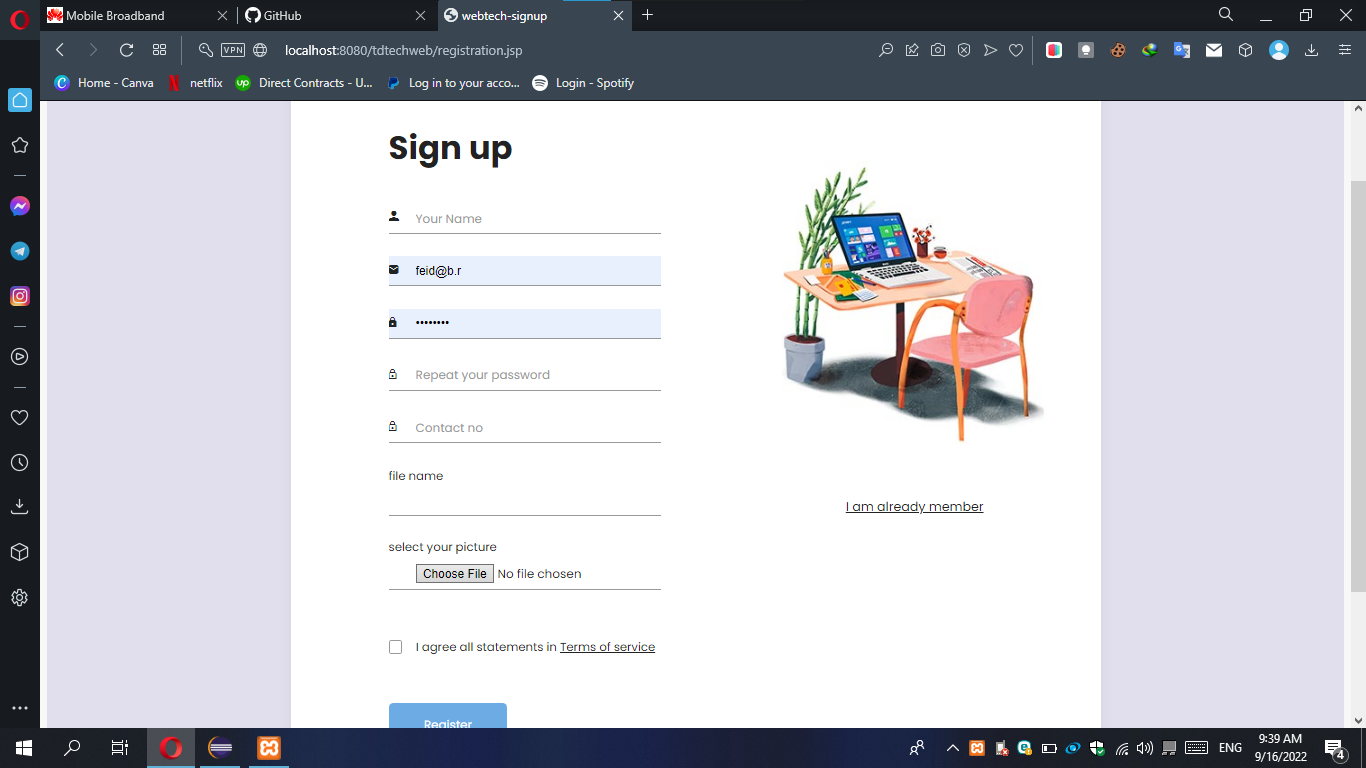 Mobile Broadband
GitHub
webtech-signup
VPN
localhost:8080/tdtechweb/registration.jsp
Home - Canva
netflix
up
Direct Contracts - U...
Log in to your acco...
Login - Spotify
Sign up
Your Name
feid@b.r
••••••••
Repeat your password
Contact no
file name
I am already member
select your picture
Choose File No file chosen
I agree all statements in Terms of service
Register
ENG
9:39 AM
9/16/2022
4